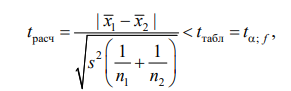 t_расч = | x̄₁ − x̄₂ | / √(s²(1/n₁ + 1/n₂)) < t_табл = t_α; f,